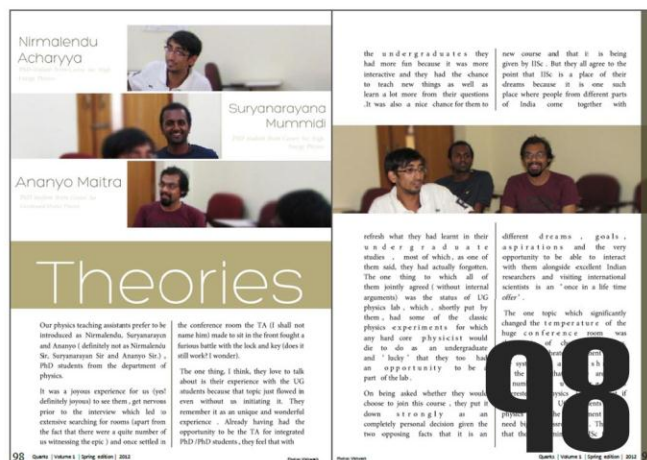 Nirmalendu
Acharyya
Suryanarayana
Mummidi
Ananyo Maitra
Theories
Our physics teaching assistants prefer to be
introduced as Nirmalendu, Suryanarayan
and Ananyo ( definitely not as Nirmalendu
Sir, Suryanarayan Sir and Ananyo Sir.) ,
PhD students from the department of
physics.
It was a joyous experience for us (yes!
definitely joyous) to see them , get nervous
prior to the interview which led to
extensive searching for rooms (apart from
the fact that there were a quite number of
us witnessing the epic ) and once settled in
the conference room the TA (I shall not
name him) made to sit in the front fought a
furious battle with the lock and key (does it
still work? I wonder).
The one thing, I think, they love to talk
about is their experience with the UG
students because that topic just flowed in
even without us initiating it. They
remember it as an unique and wonderful
experience . Already having had the
opportunity to be the TA for integrated
PhD /PhD students , they feel that with
98 Quarks | Volume 1 | Spring edition | 2012
the undergraduates they
had more fun because it was more
interactive and they had the chance
to teach new things as well as
learn a lot more from their questions
.It was also a nice chance for them to
new course and that it is being
given by IISc . But they all agree to the
point that IISc is a place of their
dreams because it is one such
place where people from different parts
of India come together with
refresh what they had learnt in their
undergraduate
studies , most of which , as one of
them said, they had actually forgotten.
The one thing to which all of
them jointly agreed ( without internal
arguments) was the status of UG
physics lab , which , shortly put by
them , had some of the classic
physics experiments for which
any hard core physicist would
die to do as an undergraduate
and ' lucky ' that they too had
an opportunity to be a
part of the lab .
On being asked whether they would
choose to join this course , they put it
down strongly as an
completely personal decision given the
two opposing facts that it is an
different dreams , goals ,
aspirations and the very
opportunity to be able to interact
with them alongside excellent Indian
researchers and visiting international
scientists is an "once in a life time
offer" .
The one topic which significantly
changed the temperature of the
huge conference room was
98
Quarks | Volume 1 | Spring edition | 2012